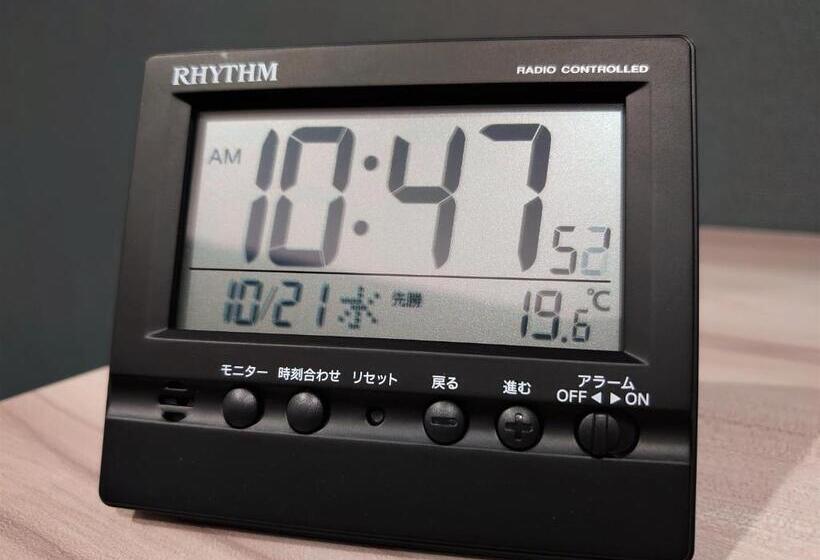 RHYTHM RADIO CONTROLLED
AM 10:47 52
10/21 水 先勝 19.6 °C
モニター 時刻合わせ リセット 戻る 進む アラーム
OFF ◀ ▶ ON